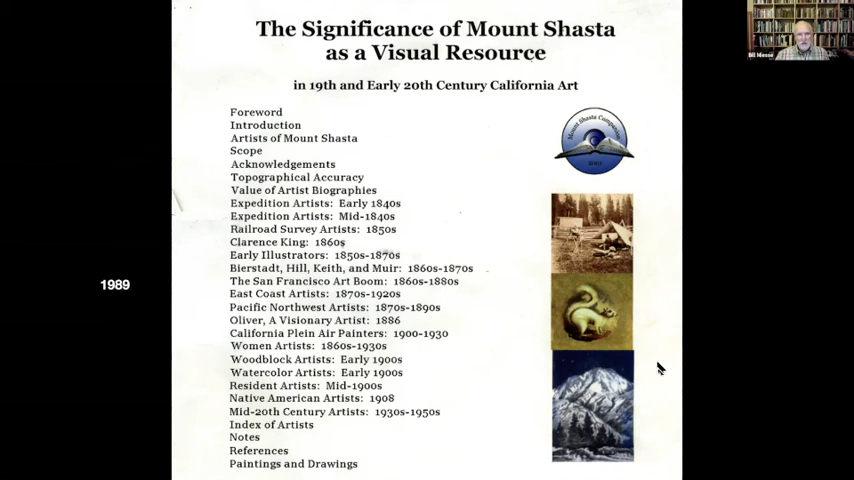 The Significance of Mount Shasta
as a Visual Resource
in 19th and Early 20th Century California Art
Foreword
Introduction
Artists of Mount Shasta
Scope
Acknowledgements
Topographical Accuracy
Value of Artist Biographies
Expedition Artists: Early 1840s
Expedition Artists: Mid-1840s
Railroad Survey Artists: 1850s
Clarence King: 1860s
Early Illustrators: 1850s-1870s
Bierstadt, Hill, Keith, and Muir: 1860s-1870s
The San Francisco Art Boom: 1860s-1880s
East Coast Artists: 1870s-1920s
Pacific Northwest Artists: 1870s-1890s
Oliver, A Visionary Artist: 1886
California Plein Air Painters: 1900-1930
Women Artists: 1860s-1930s
Woodblock Artists: Early 1900s
Watercolor Artists: Early 1900s
Resident Artists: Mid-1900s
Native American Artists: 1908
Mid-20th Century Artists: 1930s-1950s
Index of Artists
Notes
References
Paintings and Drawings
Mount Shasta Companion
1989
Bill Miesse